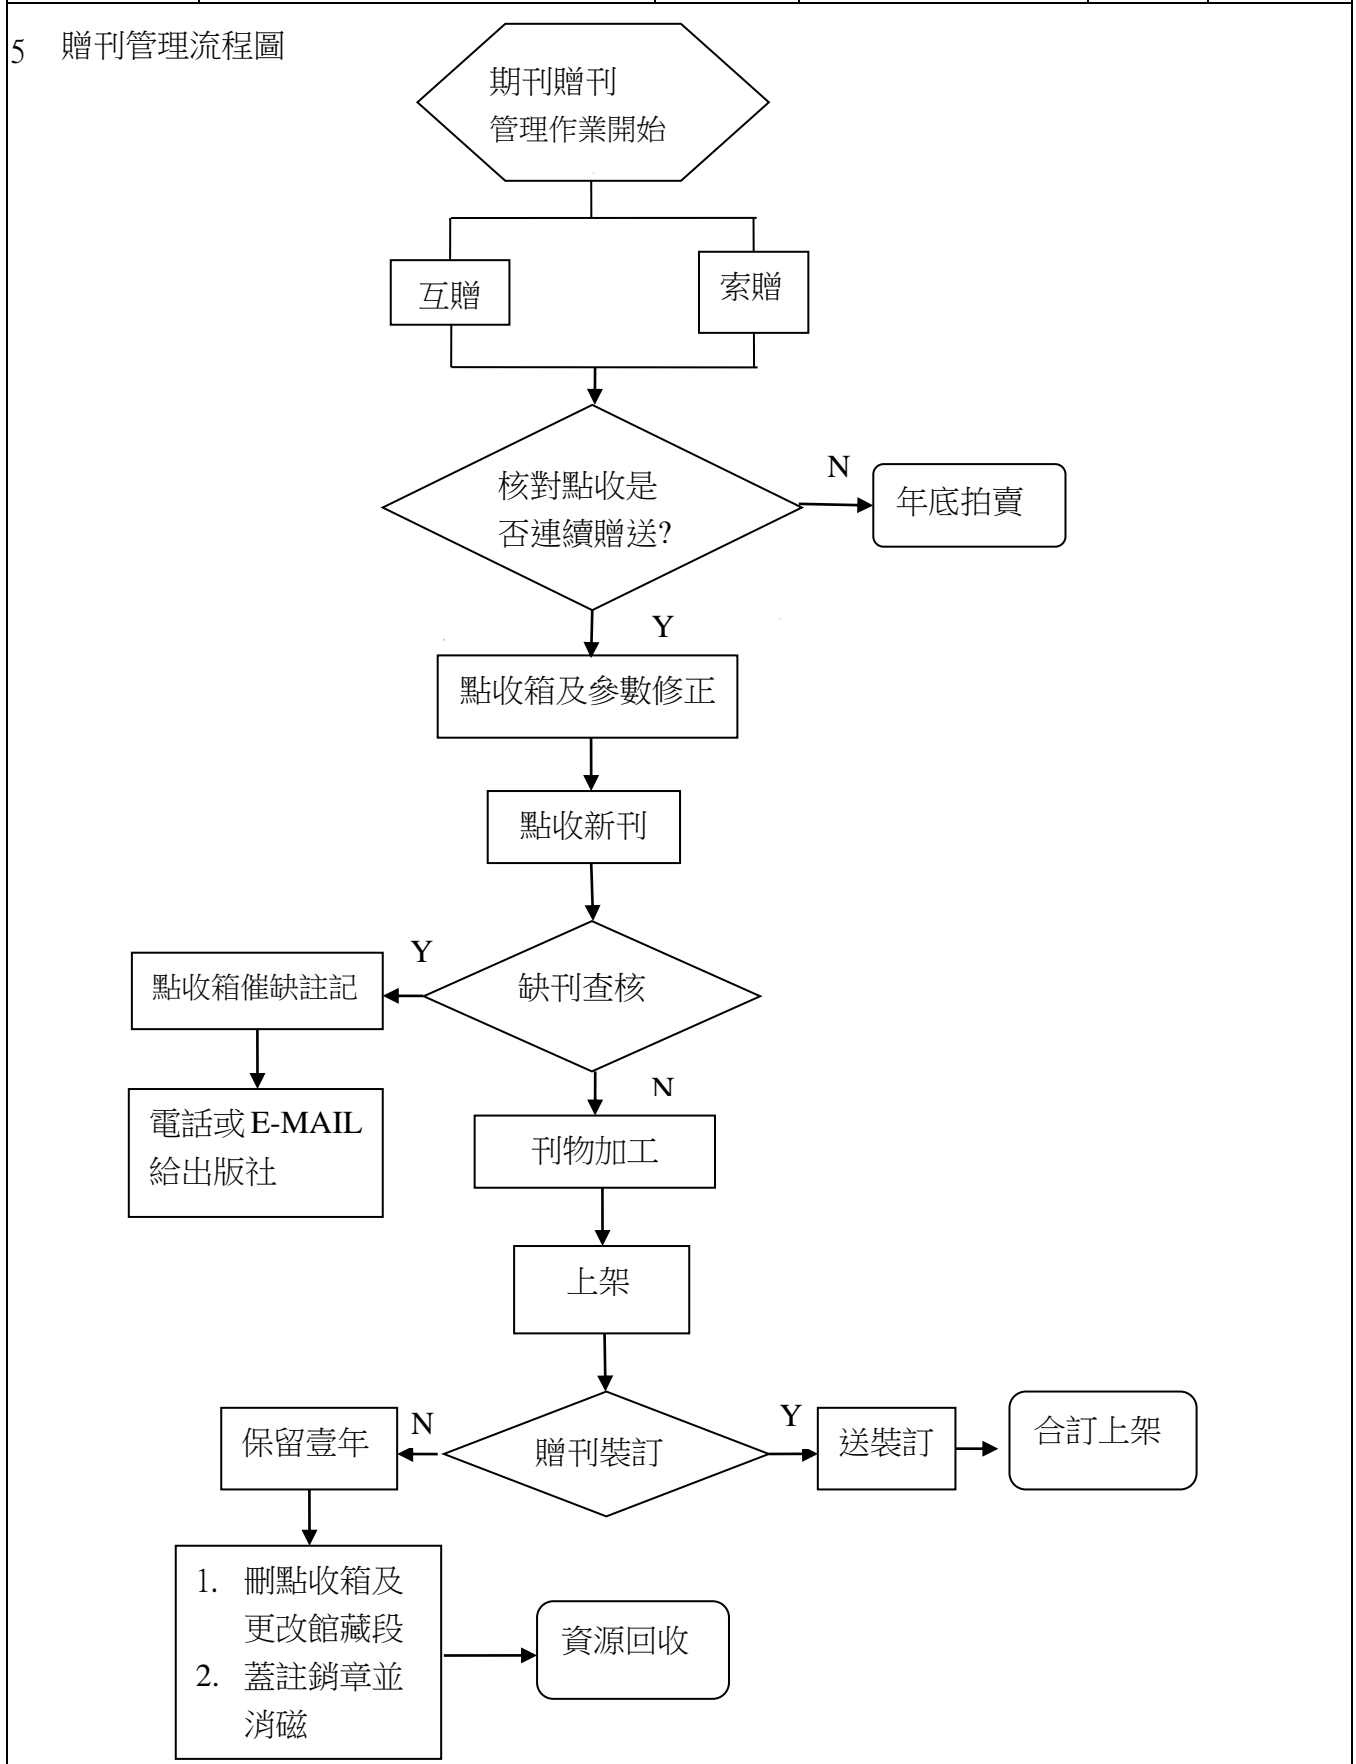 5 贈刊管理流程圖
期刊贈刊
管理作業開始
互贈
索贈
核對點收是
否連續贈送?
N
年底拍賣
Y
點收箱及參數修正
點收新刊
缺刊查核
Y
點收箱催缺註記
電話或 E-MAIL
給出版社
N
刊物加工
上架
贈刊裝訂
N
保留壹年
Y
送裝訂
合訂上架
1. 刪點收箱及
更改館藏段
2. 蓋註銷章並
消磁
資源回收